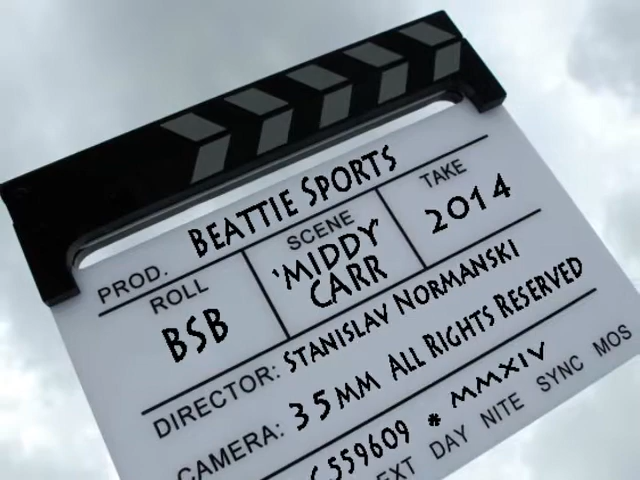 PROD. BEATTIE SPORTS
ROLL SCENE TAKE
BSB 'MIDDY' CARR 2014
DIRECTOR: STANISLAV NORMANSKI
CAMERA: 35MM ALL RIGHTS RESERVED
559609 * MMXIV
EXT DAY NITE SYNC MOS